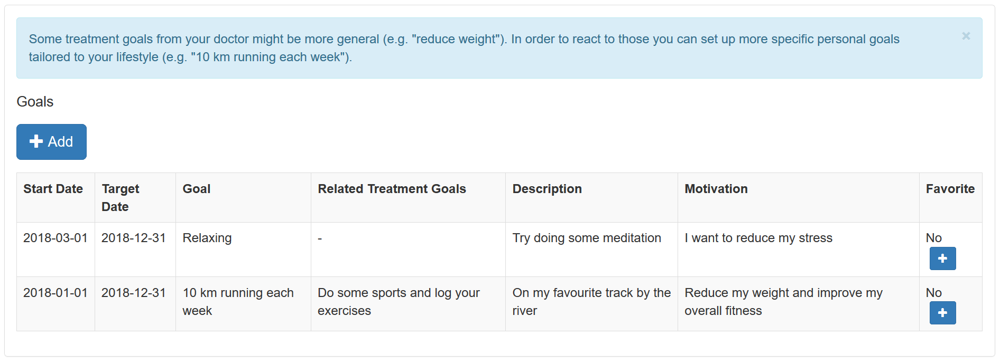 Some treatment goals from your doctor might be more general (e.g. "reduce weight"). In order to react to those you can set up more specific personal goals
tailored to your lifestyle (e.g. "10 km running each week").
×
Goals
Add
Start Date
Target
Date
Goal
Related Treatment Goals
Description
Motivation
Favorite
2018-03-01
2018-12-31
Relaxing
-
Try doing some meditation
I want to reduce my stress
No
2018-01-01
2018-12-31
10 km running each
week
Do some sports and log your
exercises
On my favourite track by the
river
Reduce my weight and improve my
overall fitness
No